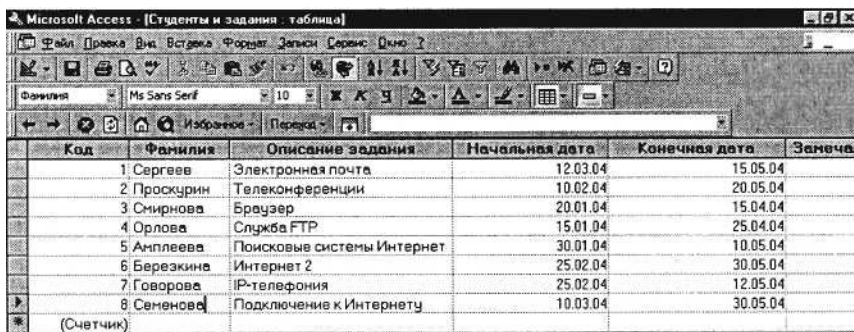 Microsoft Access - [Студенты и задания : таблица]
Файл Правка Вид Вставка Формат Записи Сервис Окно ?
Фамилия Ms Sans Serif 10 Ж К Ч
Избранное Переход
Код Фамилия Описание задания Начальная дата Конечная дата Замеча
1 Сергеев Электронная почта 12.03.04 15.05.04
2 Проскурин Телеконференции 10.02.04 20.05.04
3 Смирнова Браузер 20.01.04 15.04.04
4 Орлова Служба FTP 15.01.04 25.04.04
5 Амплеева Поисковые системы Интернет 30.01.04 10.05.04
6 Березкина Интернет 2 25.02.04 30.05.04
7 Говорова IP-телефония 25.02.04 12.05.04
8 Семенова Подключение к Интернету 10.03.04 30.05.04
(Счетчик)